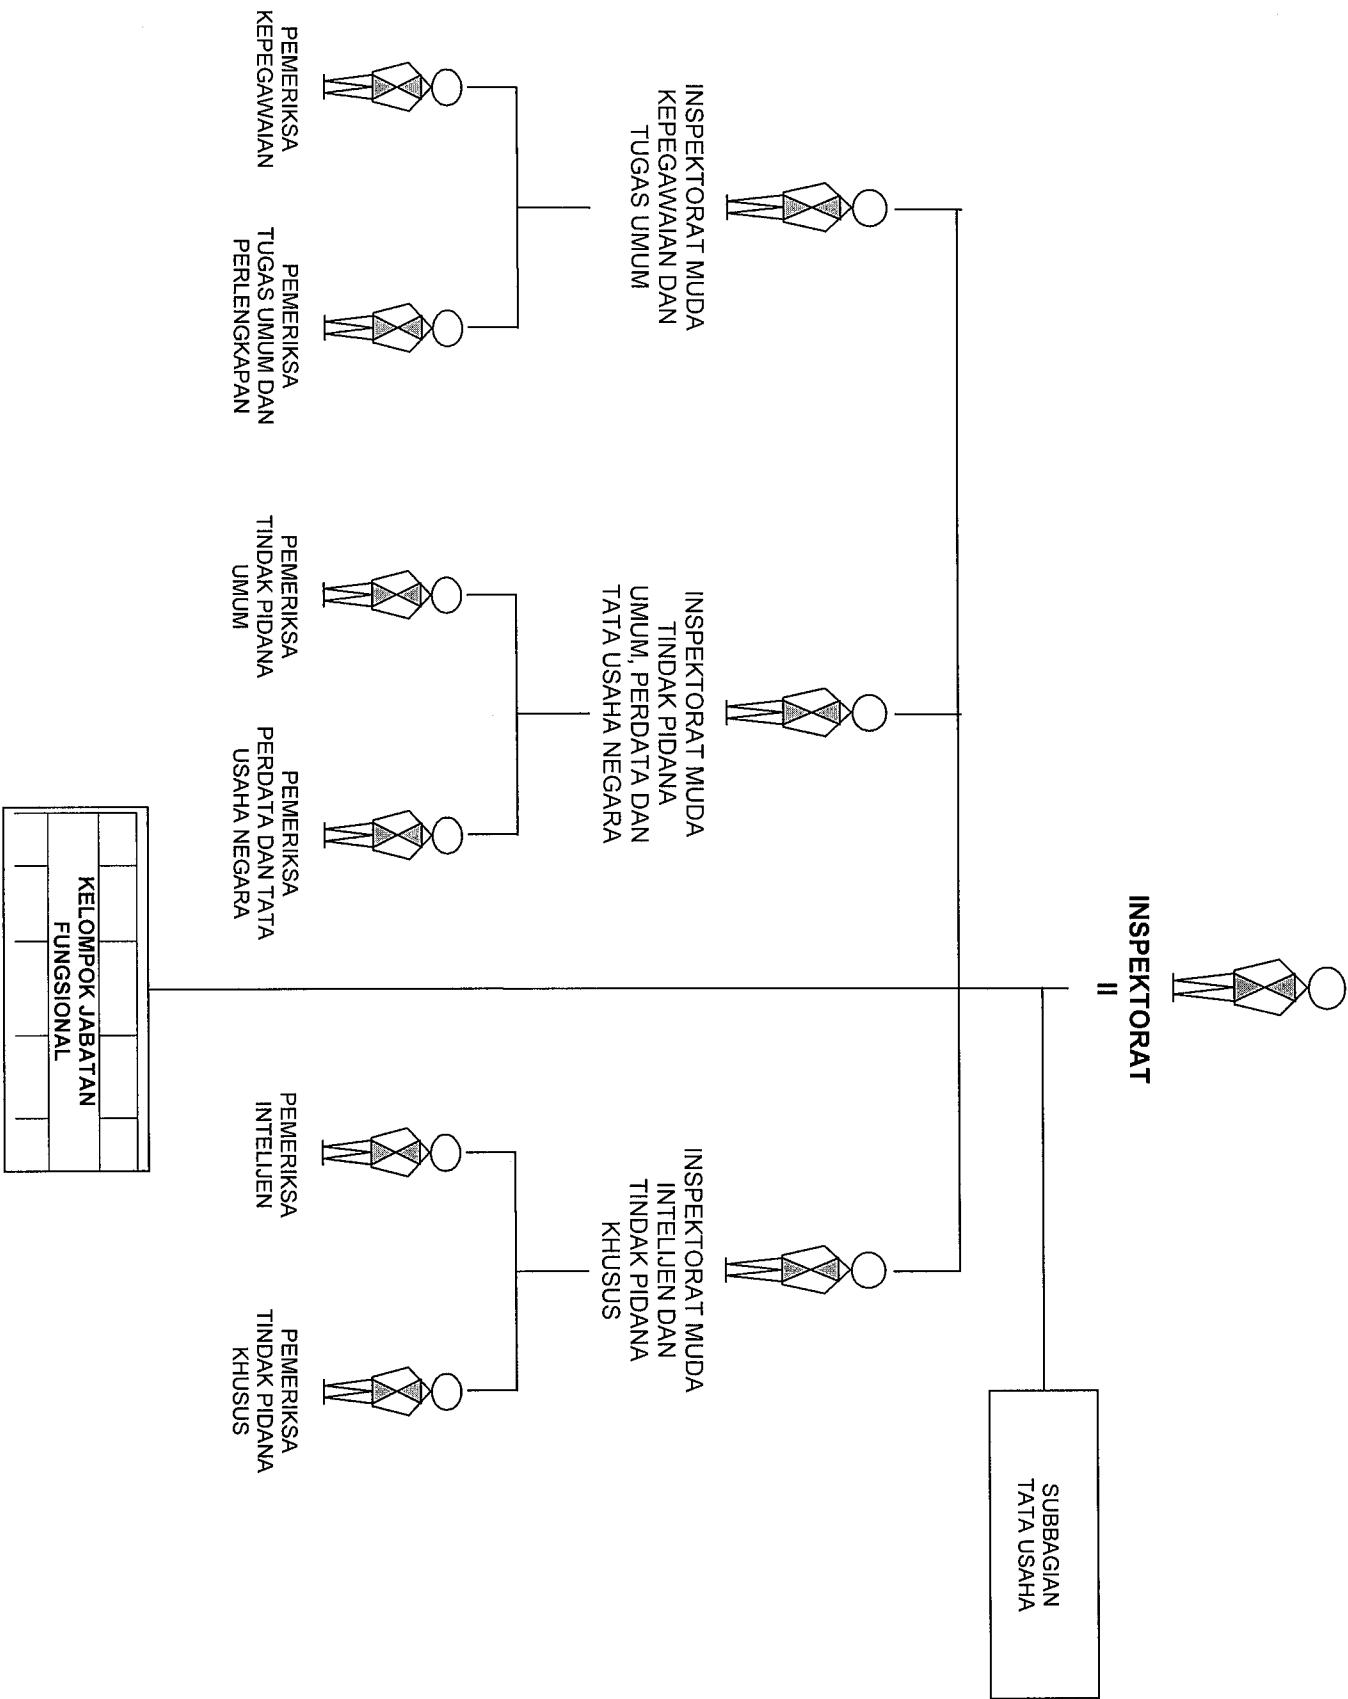 INSPEKTORAT
II
SUBBAGIAN
TATA USAHA
INSPEKTORAT MUDA
KEPEGAWAIAN DAN
TUGAS UMUM
INSPEKTORAT MUDA
TINDAK PIDANA
UMUM, PERDATA DAN
TATA USAHA NEGARA
INSPEKTORAT MUDA
INTELIJEN DAN
TINDAK PIDANA
KHUSUS
PEMERIKSA
KEPEGAWAIAN
PEMERIKSA
TUGAS UMUM DAN
PERLENGKAPAN
PEMERIKSA
TINDAK PIDANA
UMUM
PEMERIKSA
PERDATA DAN TATA
USAHA NEGARA
PEMERIKSA
INTELIJEN
PEMERIKSA
TINDAK PIDANA
KHUSUS
KELOMPOK JABATAN
FUNGSIONAL